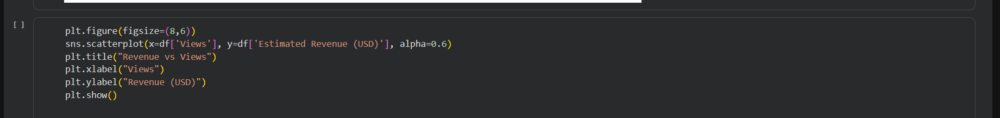 [ ]
plt.figure(figsize=(8,6))
sns.scatterplot(x=df['Views'], y=df['Estimated Revenue (USD)'], alpha=0.6)
plt.title("Revenue vs Views")
plt.xlabel("Views")
plt.ylabel("Revenue (USD)")
plt.show()